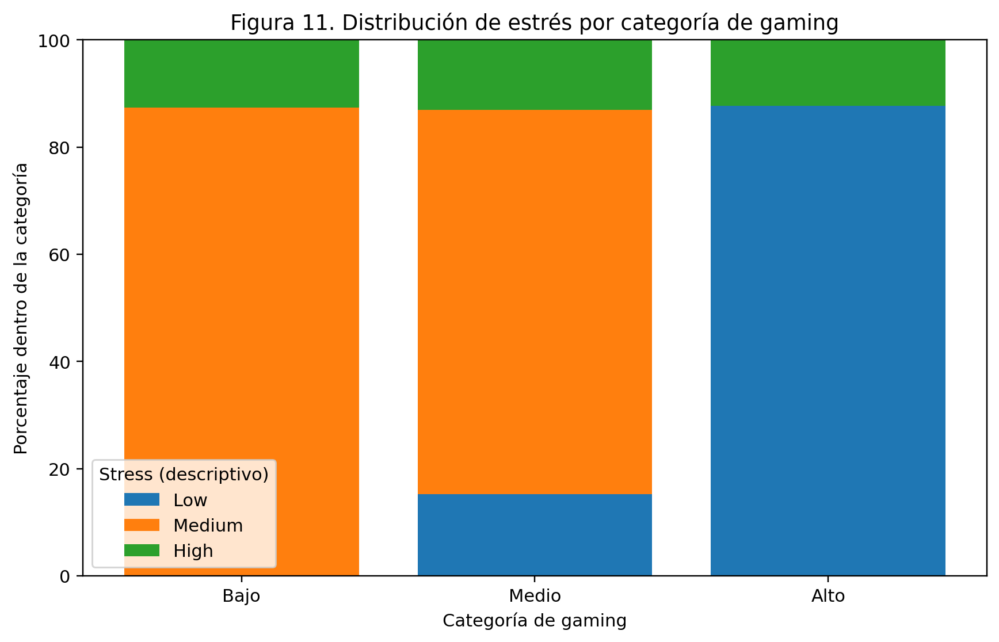 Figura 11. Distribución de estrés por categoría de gaming
Porcentaje dentro de la categoría
100
80
60
40
20
0
Stress (descriptivo)
Low
Medium
High
Bajo
Medio
Alto
Categoría de gaming